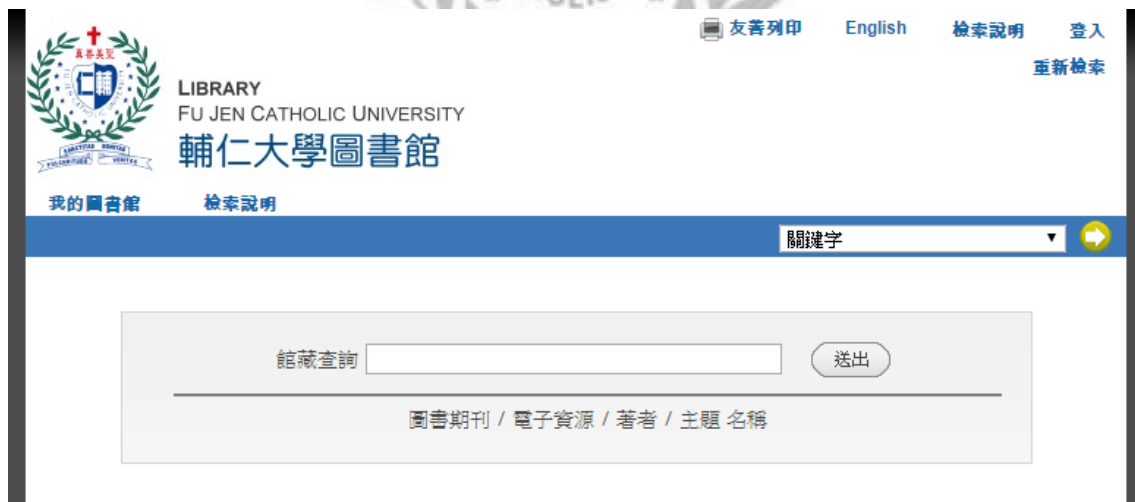 友善列印 English 檢索說明 登入
重新檢索
真善美聖
LIBRARY
FU JEN CATHOLIC UNIVERSITY
輔仁大學圖書館
我的圖書館 檢索說明
關鍵字
館藏查詢 送出
圖書期刊 / 電子資源 / 著者 / 主題 名稱